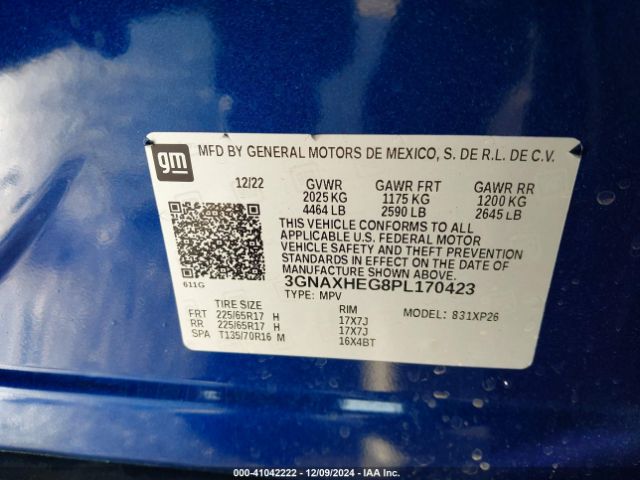 gm
MFD BY GENERAL MOTORS DE MEXICO, S. DE R.L. DE C.V.
12/22 GVWR GAWR FRT GAWR RR
2025 KG 1175 KG 1200 KG
4464 LB 2590 LB 2645 LB
THIS VEHICLE CONFORMS TO ALL
APPLICABLE U.S. FEDERAL MOTOR
VEHICLE SAFETY AND THEFT PREVENTION
STANDARDS IN EFFECT ON THE DATE OF
MANUFACTURE SHOWN ABOVE.
611G
3GNAXHEG8PL170423
TYPE: MPV
TIRE SIZE RIM MODEL: 831XP26
FRT 225/65R17 H 17X7J
RR 225/65R17 H 17X7J
SPA T135/70R16 M 16X4BT
000-41042222 — 12/09/2024 — IAA Inc.